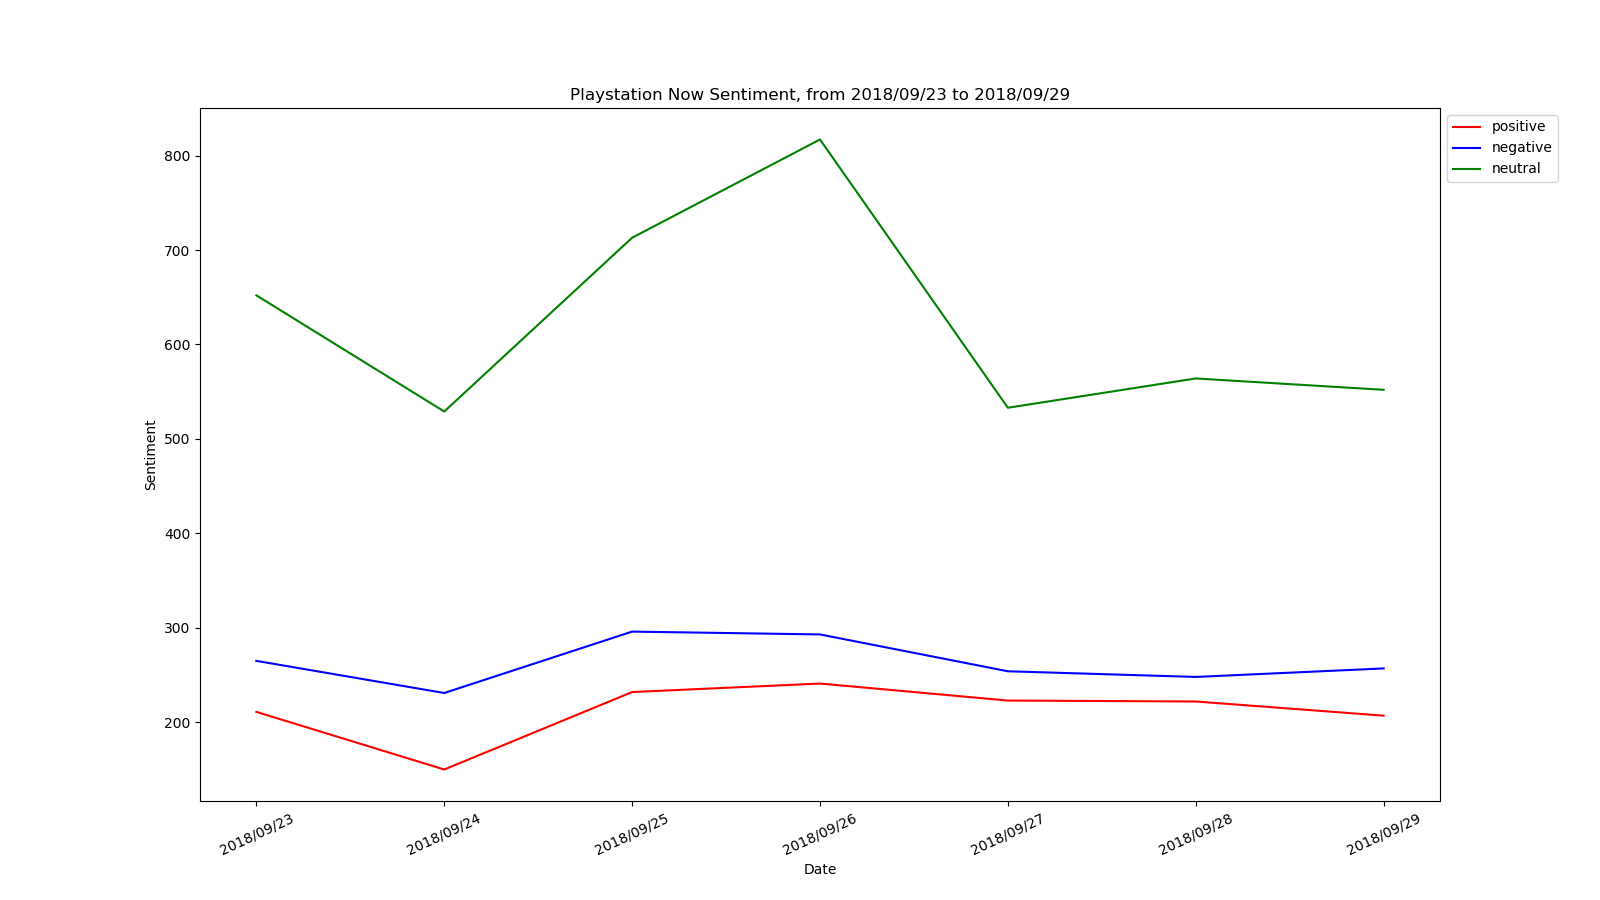 Playstation Now Sentiment, from 2018/09/23 to 2018/09/29
positive
negative
neutral
Sentiment
800
700
600
500
400
300
200
2018/09/23
2018/09/24
2018/09/25
2018/09/26
2018/09/27
2018/09/28
2018/09/29
Date